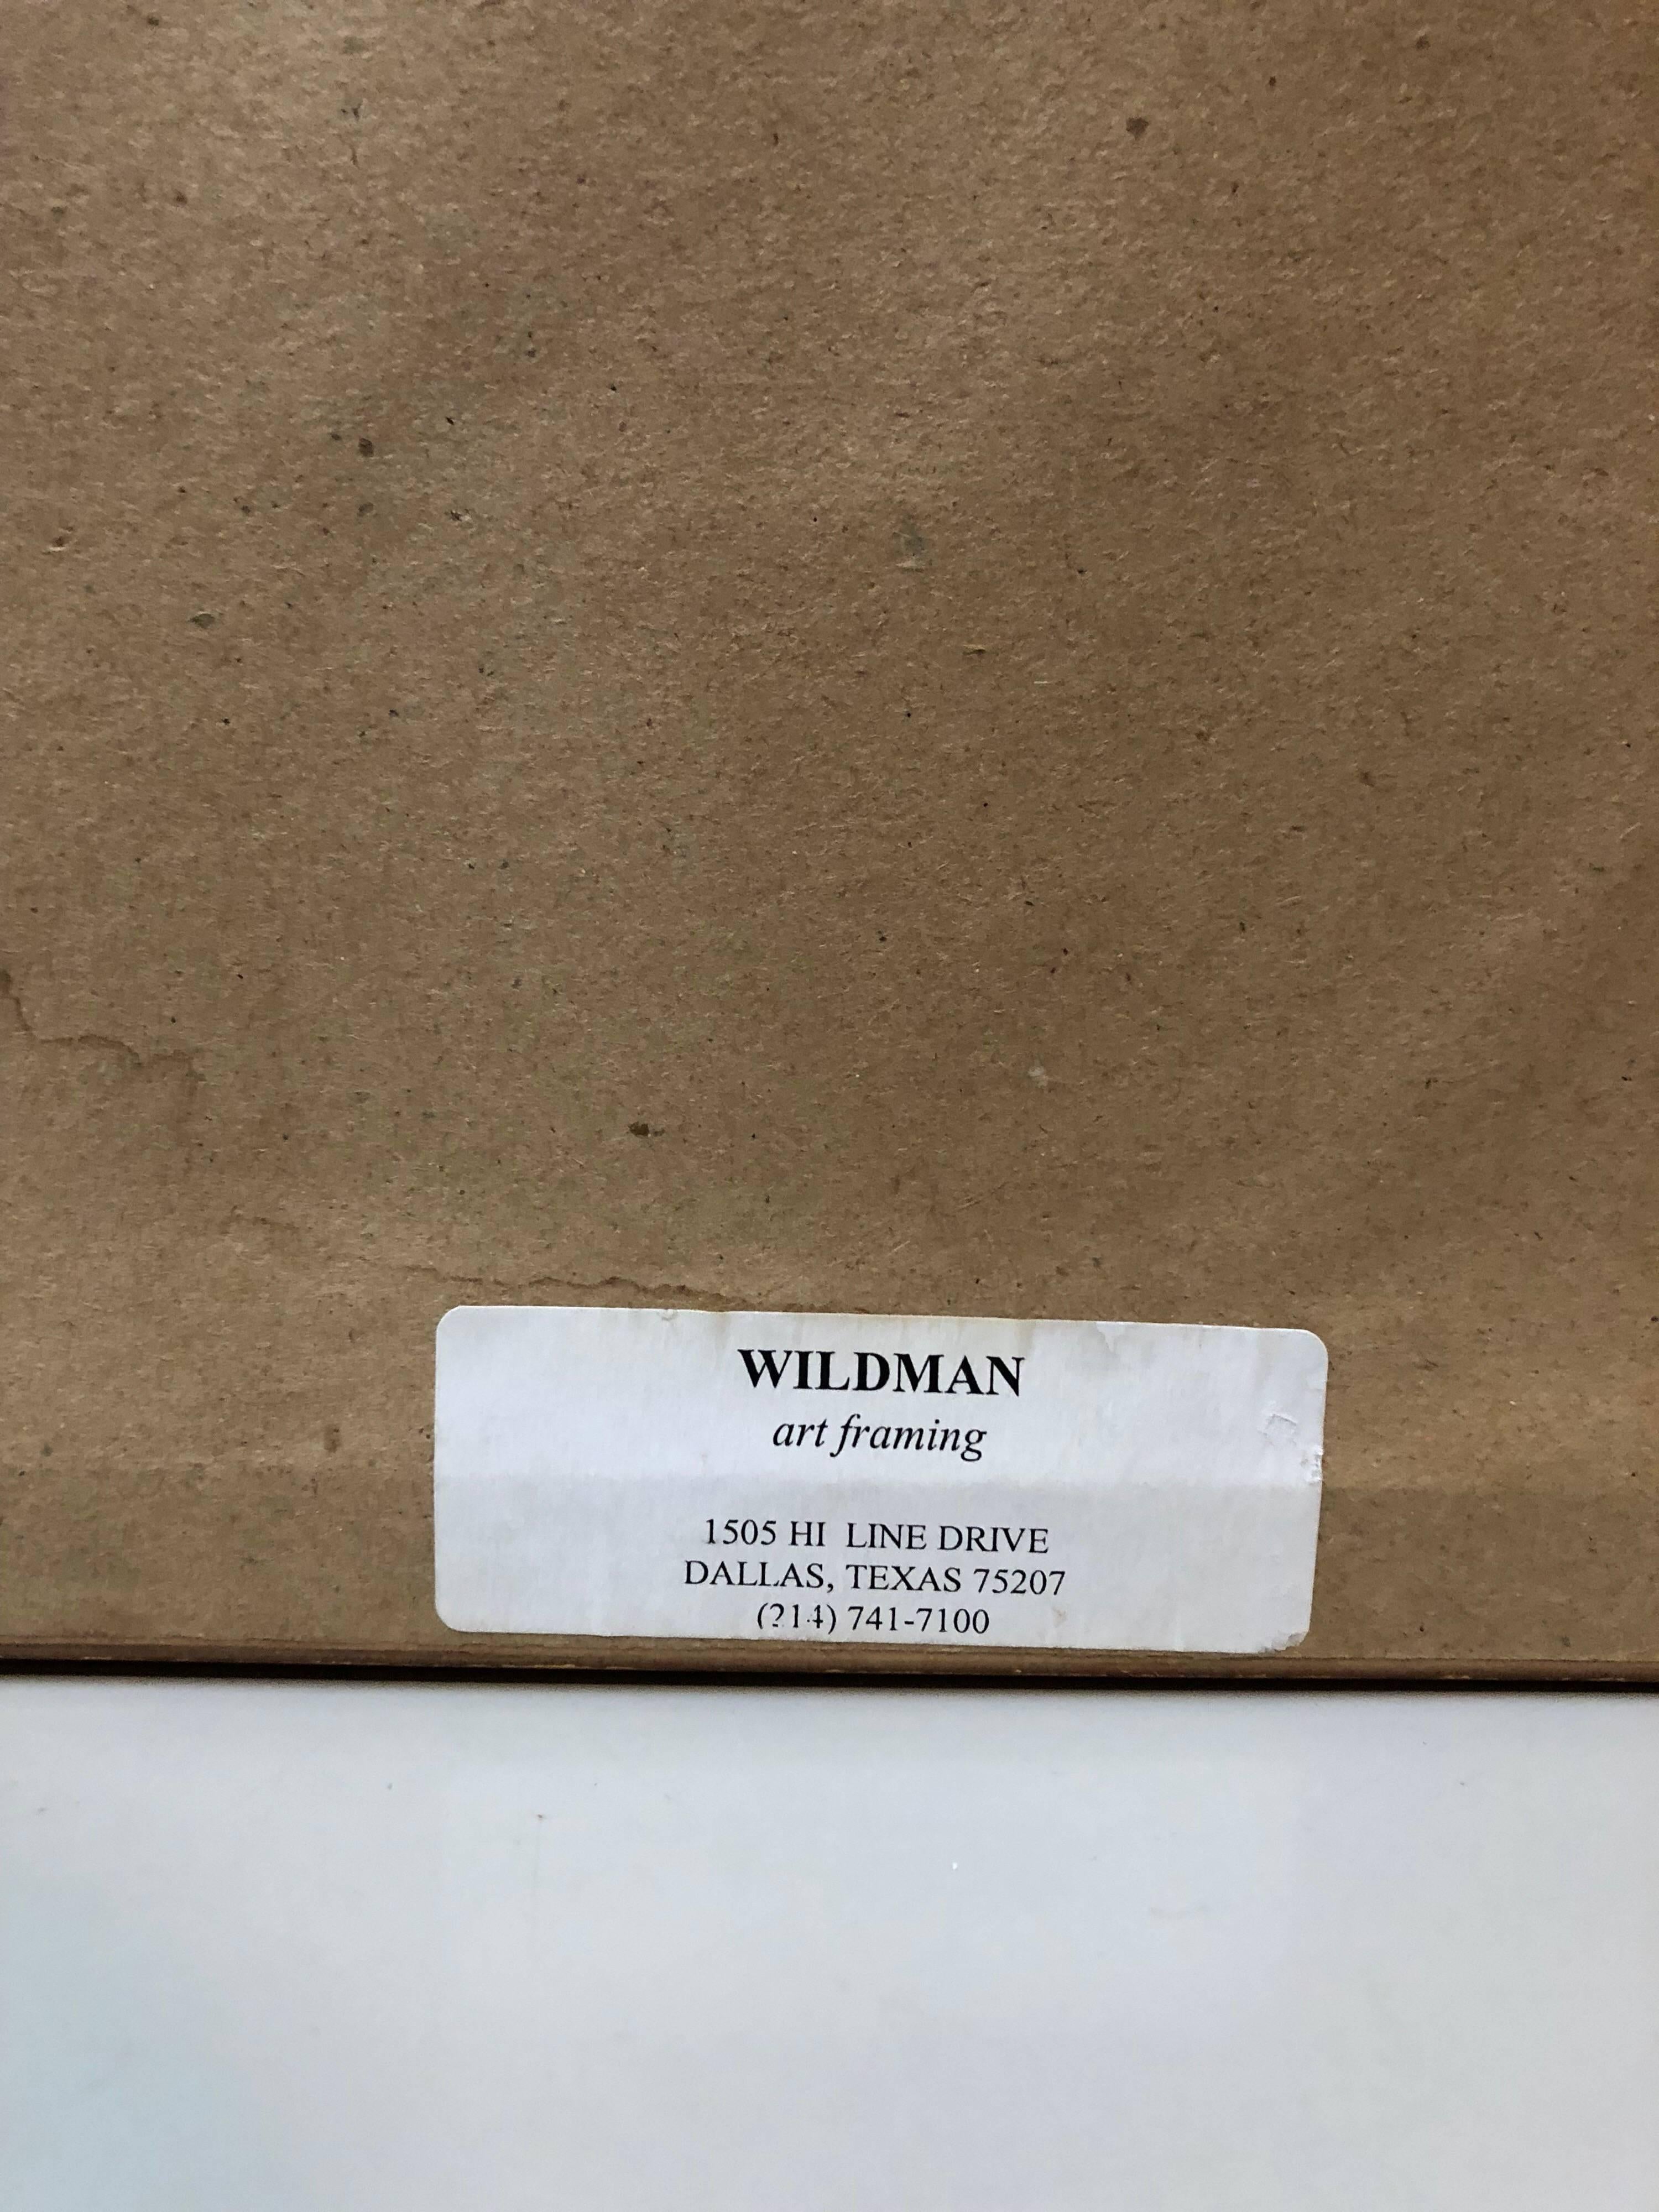 WILDMAN
art framing
1505 HI LINE DRIVE
DALLAS, TEXAS 75207
(214) 741-7100